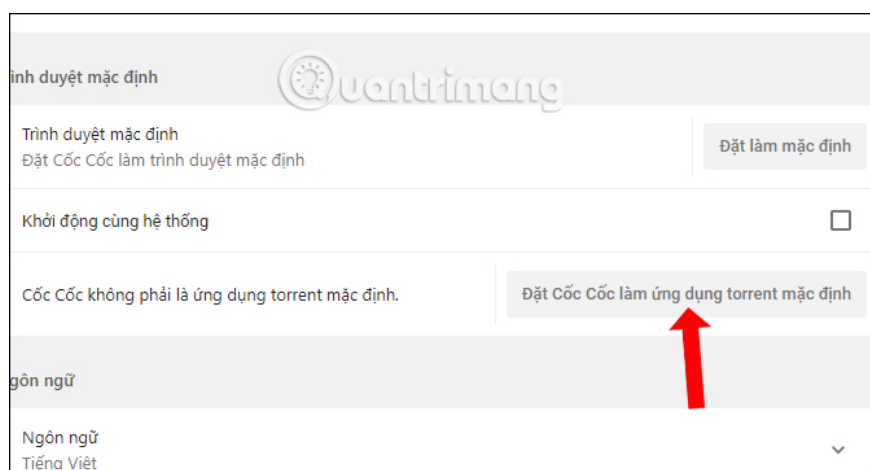 ình duyệt mặc định
Quantrimang
Trình duyệt mặc định
Đặt Cốc Cốc làm trình duyệt mặc định
Đặt làm mặc định
Khởi động cùng hệ thống
Cốc Cốc không phải là ứng dụng torrent mặc định.
Đặt Cốc Cốc làm ứng dụng torrent mặc định
gôn ngữ
Ngôn ngữ
Tiếng Việt